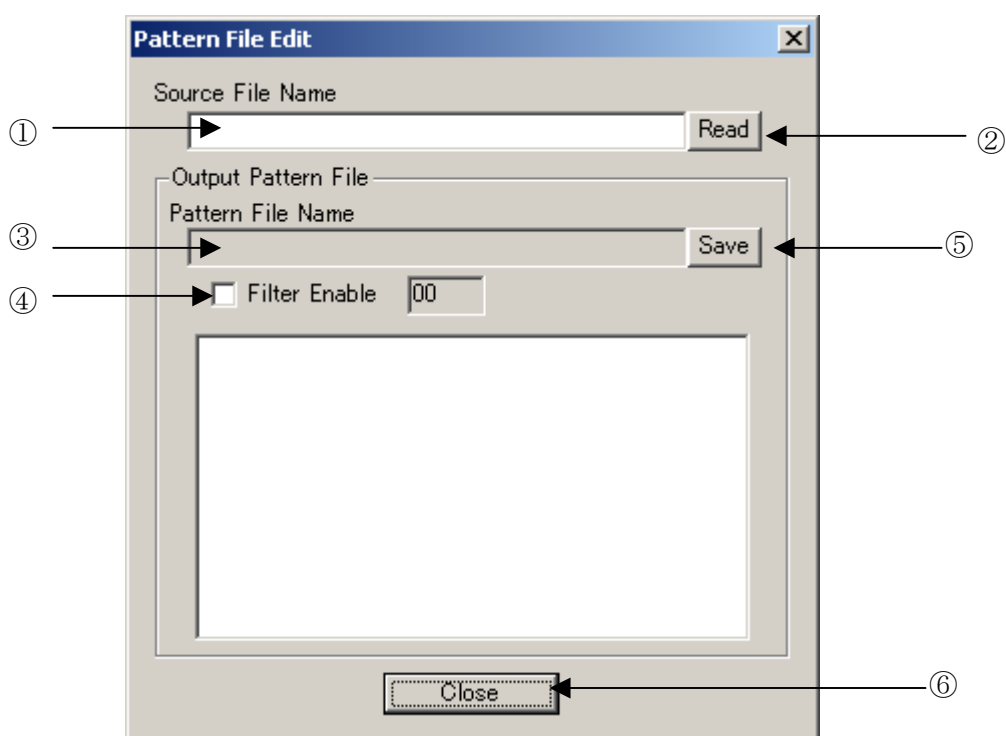 Pattern File Edit
Source File Name
① Read ②
Output Pattern File
Pattern File Name
③ Save ⑤
④ Filter Enable 00
Close ⑥